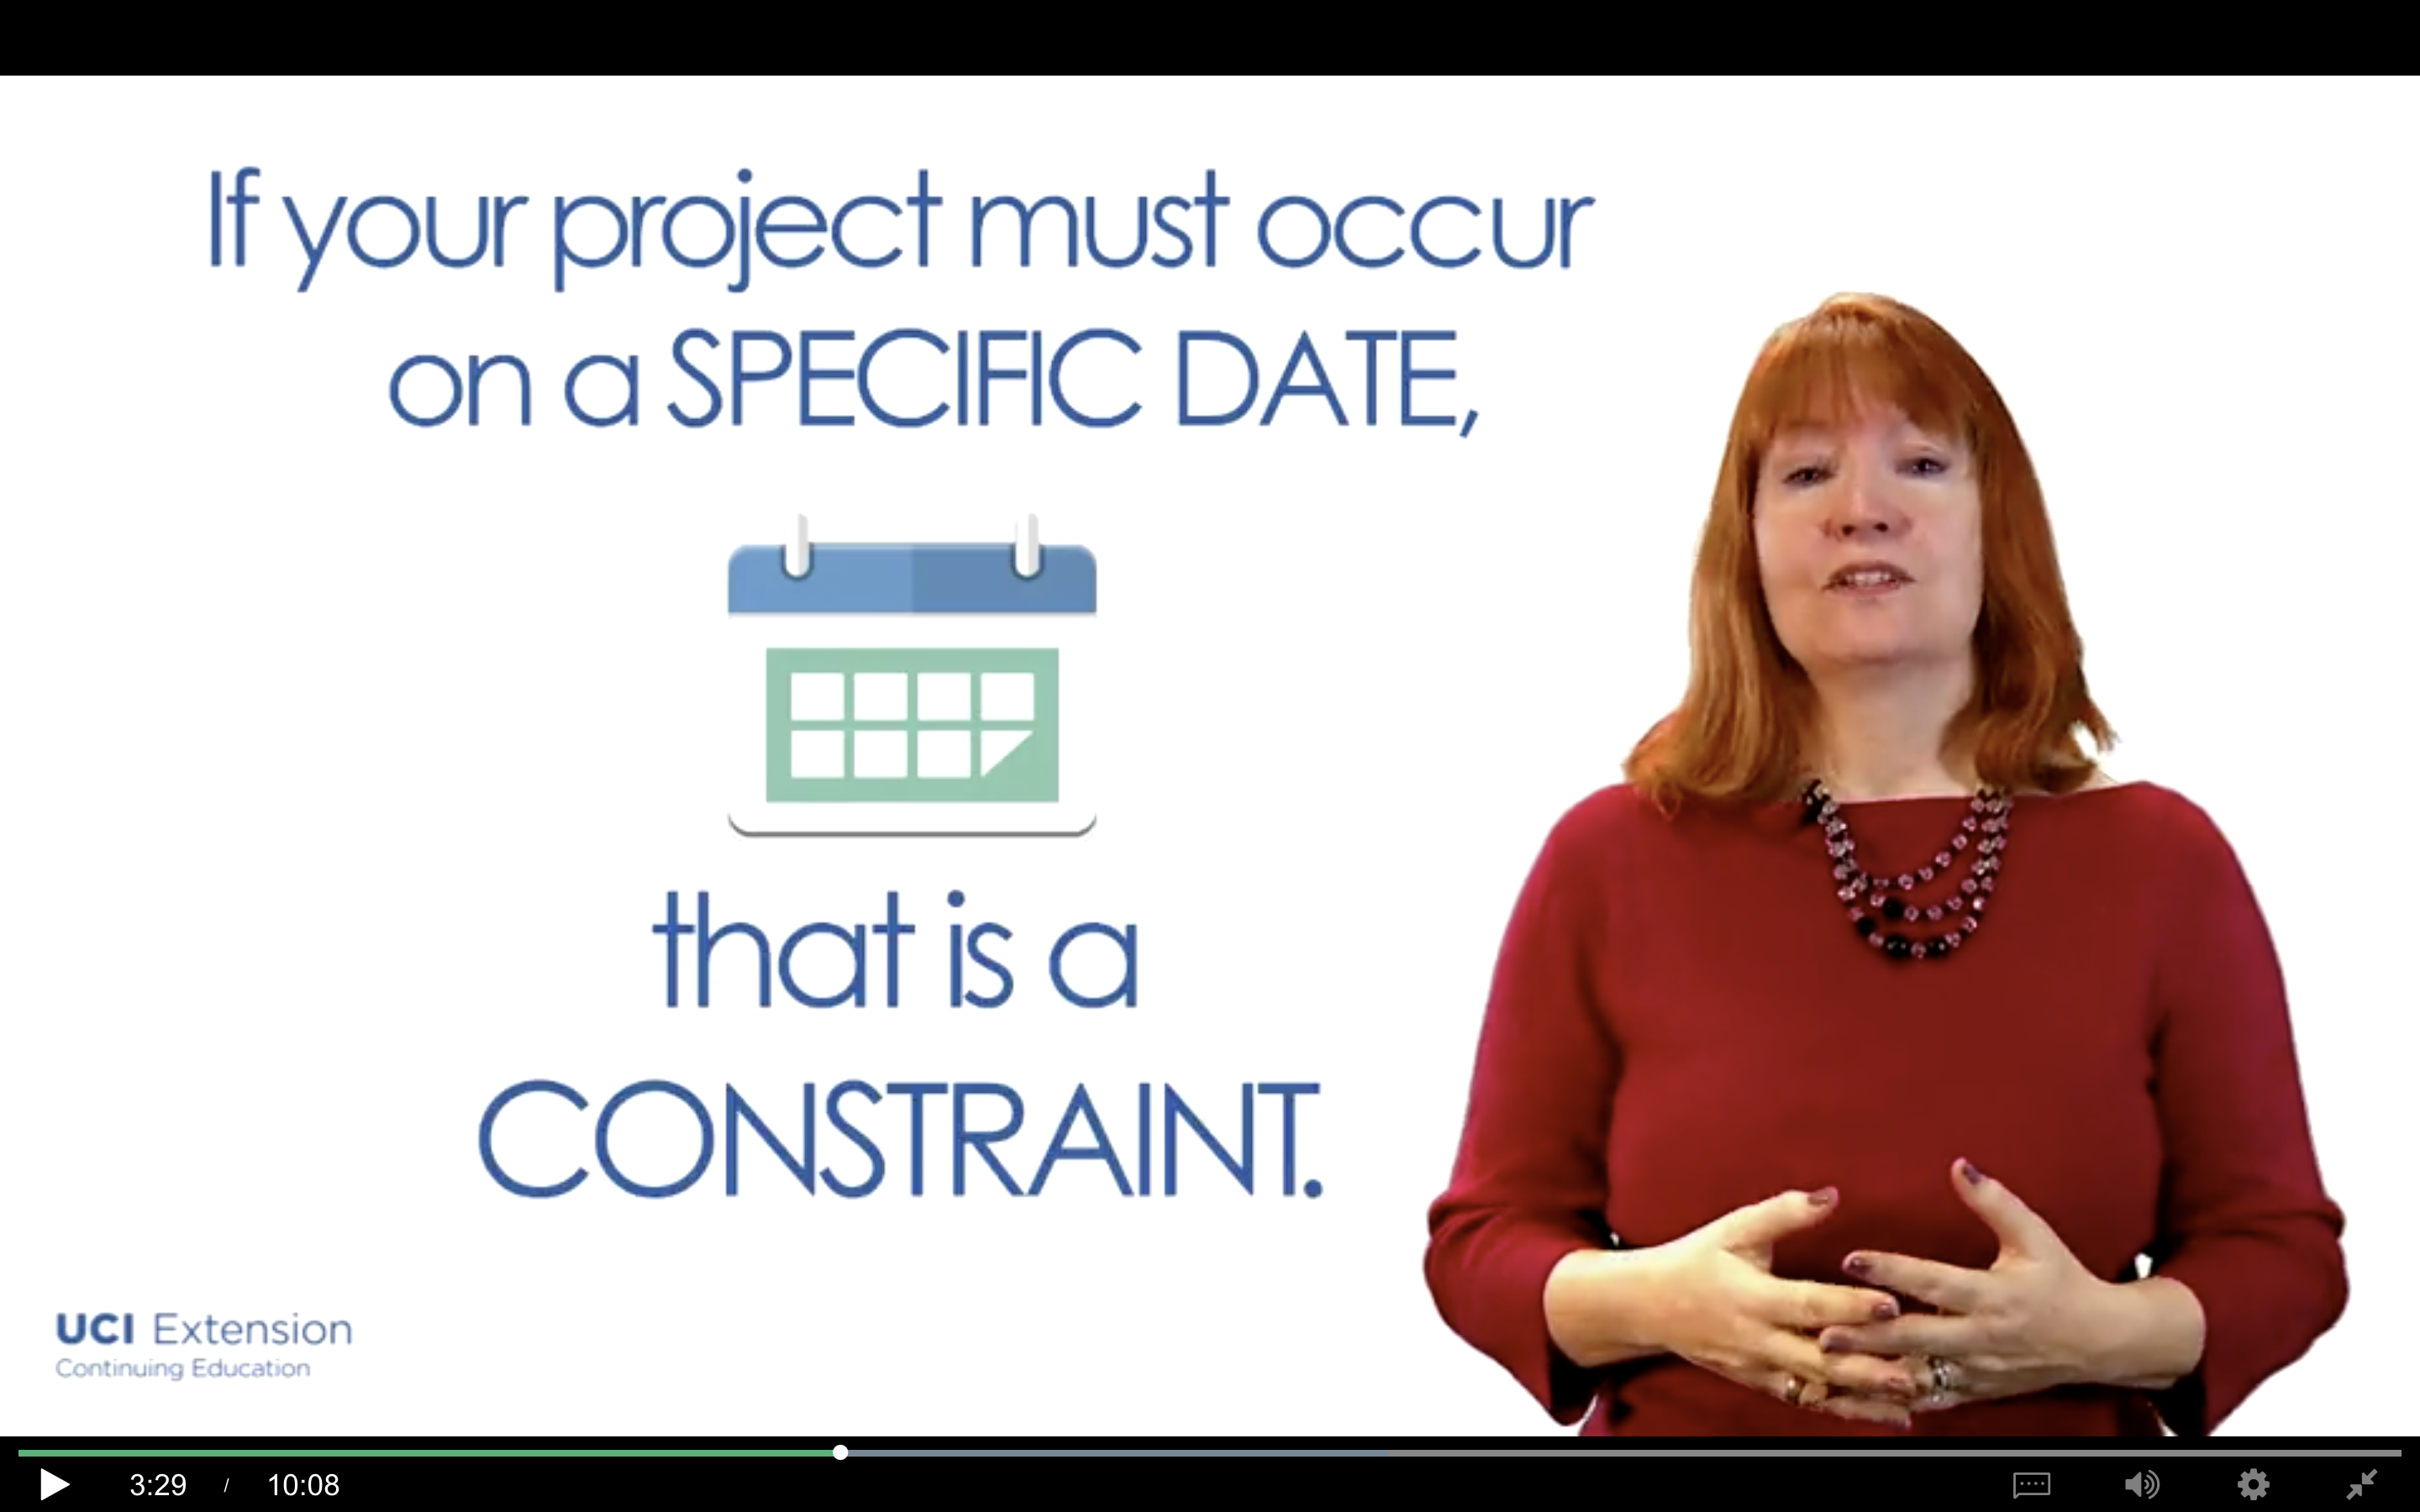 If your project must occur
on a SPECIFIC DATE,
that is a
CONSTRAINT.
UCI Extension
Continuing Education
3:29 / 10:08